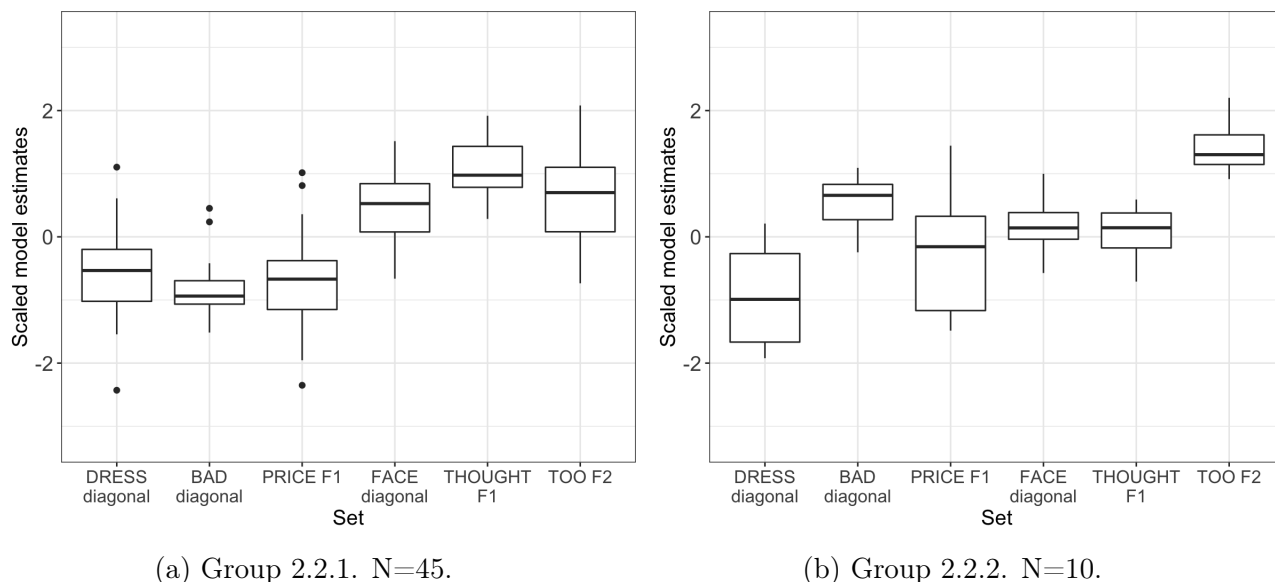 Scaled model estimates
2
0
-2
DRESS diagonal
BAD diagonal
PRICE F1
FACE diagonal
THOUGHT F1
TOO F2
Set
(a) Group 2.2.1. N=45.
Scaled model estimates
2
0
-2
DRESS diagonal
BAD diagonal
PRICE F1
FACE diagonal
THOUGHT F1
TOO F2
Set
(b) Group 2.2.2. N=10.